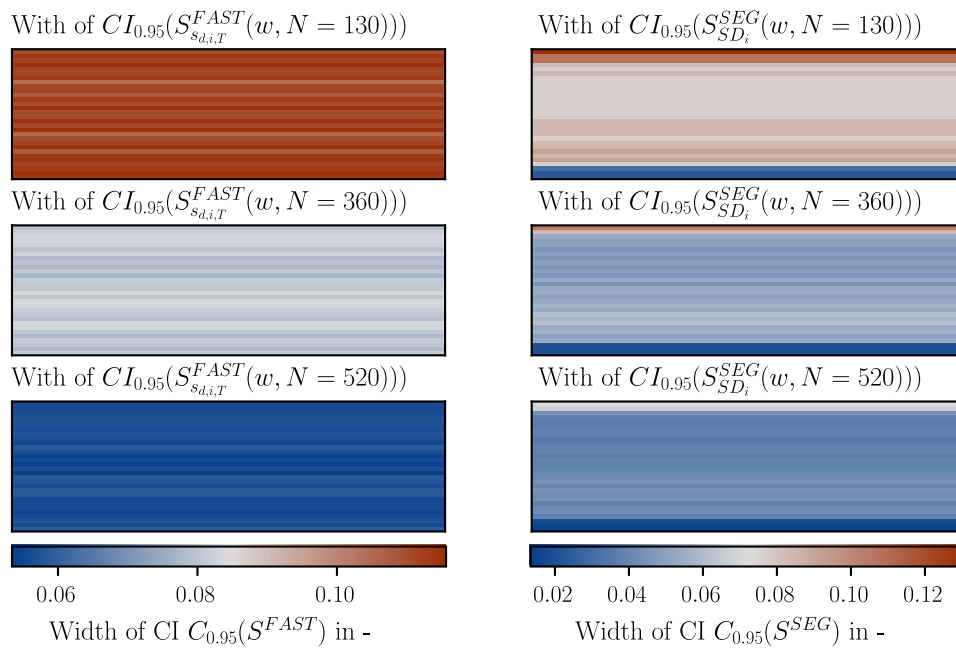 With of $CI_{0.95}(S^{FAST}_{s_{d,i,T}}(w, N = 130)))$
With of $CI_{0.95}(S^{SEG}_{SD_i}(w, N = 130)))$
With of $CI_{0.95}(S^{FAST}_{s_{d,i,T}}(w, N = 360)))$
With of $CI_{0.95}(S^{SEG}_{SD_i}(w, N = 360)))$
With of $CI_{0.95}(S^{FAST}_{s_{d,i,T}}(w, N = 520)))$
With of $CI_{0.95}(S^{SEG}_{SD_i}(w, N = 520)))$
0.06 0.08 0.10
0.02 0.04 0.06 0.08 0.10 0.12
Width of CI $C_{0.95}(S^{FAST})$ in -
Width of CI $C_{0.95}(S^{SEG})$ in -